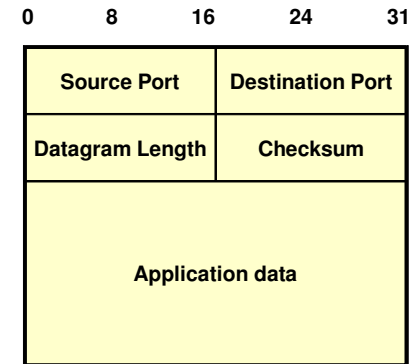 0 8 16 24 31
Source Port Destination Port
Datagram Length Checksum
Application data